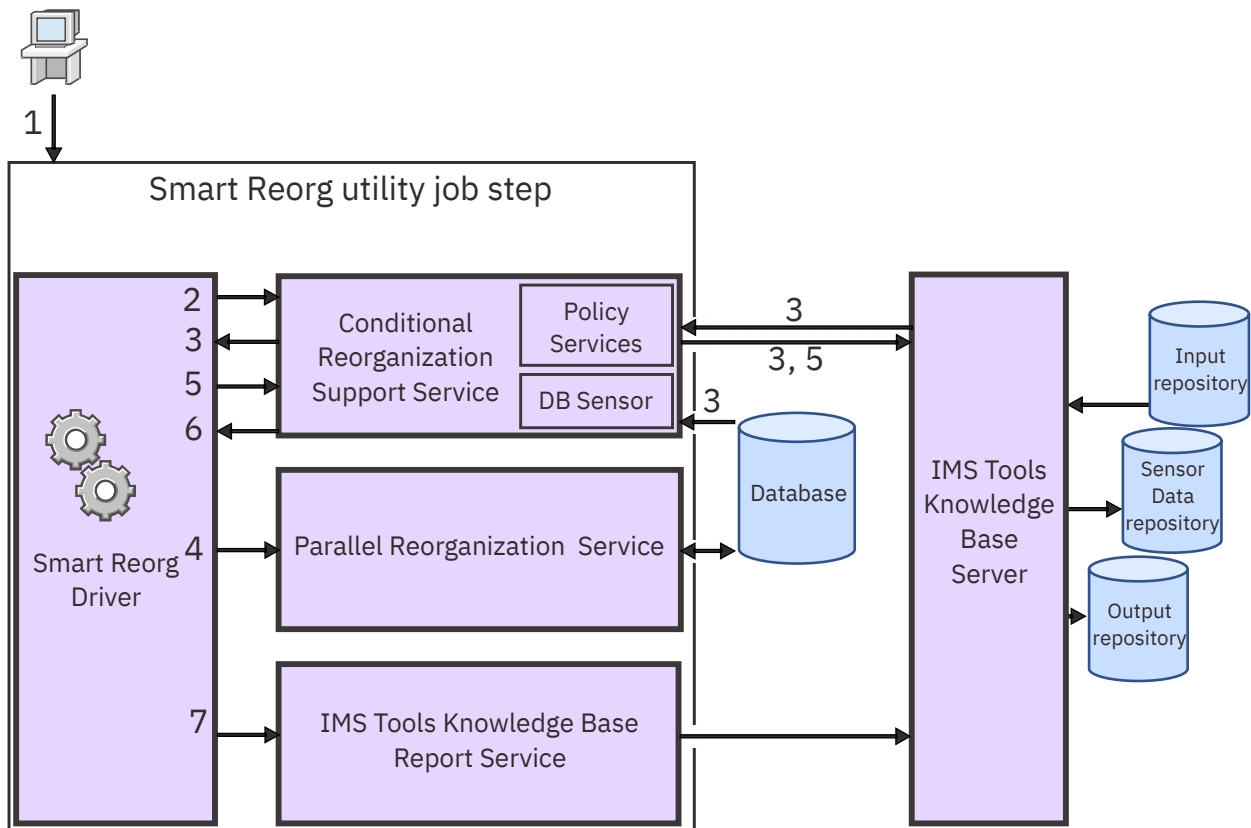 1
Smart Reorg utility job step
2
3
5
6
4
7
Smart Reorg
Driver
Conditional
Reorganization
Support Service
Policy
Services
DB Sensor
3
3, 5
3
Database
Parallel Reorganization Service
IMS Tools Knowledge Base
Report Service
IMS Tools
Knowledge
Base
Server
Input
repository
Sensor
Data
repository
Output
repository